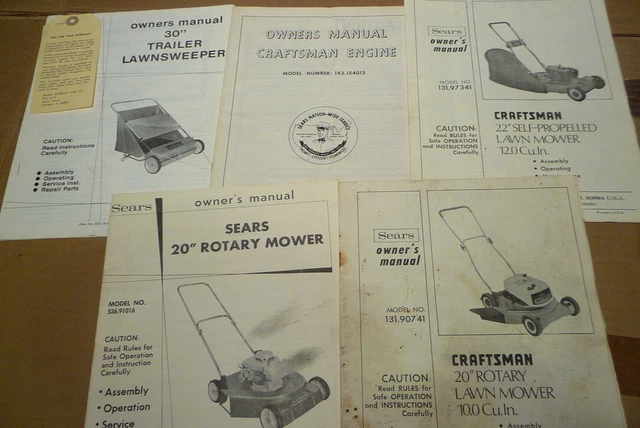 owners manual
30"
TRAILER
LAWNSWEEPER
CAUTION:
Read Instructions
Carefully
• Assembly
• Operating
• Service Inst.
• Repair Parts
OWNERS MANUAL
CRAFTSMAN ENGINE
MODEL NUMBER: 143.154012
SEARS NATION-WIDE SERVICE
Sears
owner's
manual
MODEL NO.
131.97341
CAUTION:
Read RULES for
SAFE OPERATION
and INSTRUCTIONS
Carefully
CRAFTSMAN
22" SELF-PROPELLED
LAWN MOWER
12.0 Cu.In.
• Assembly
• Operating
Sears
owner's manual
SEARS
20" ROTARY MOWER
MODEL NO.
536.91016
CAUTION:
Read Rules for
Safe Operation
and Instruction
Carefully
• Assembly
• Operation
• Service
Sears
owner's
manual
MODEL NO.
131.90741
CAUTION:
Read RULES for
SAFE OPERATION
and INSTRUCTIONS
Carefully
CRAFTSMAN
20" ROTARY
LAWN MOWER
10.0 Cu.In.
• Assembly